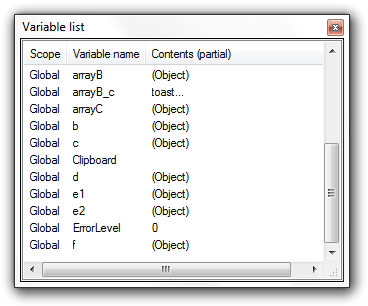 Variable list
Scope Variable name Contents (partial)
Global arrayB (Object)
Global arrayB_c toast...
Global arrayC (Object)
Global b (Object)
Global c (Object)
Global Clipboard
Global d (Object)
Global e1 (Object)
Global e2 (Object)
Global ErrorLevel 0
Global f (Object)